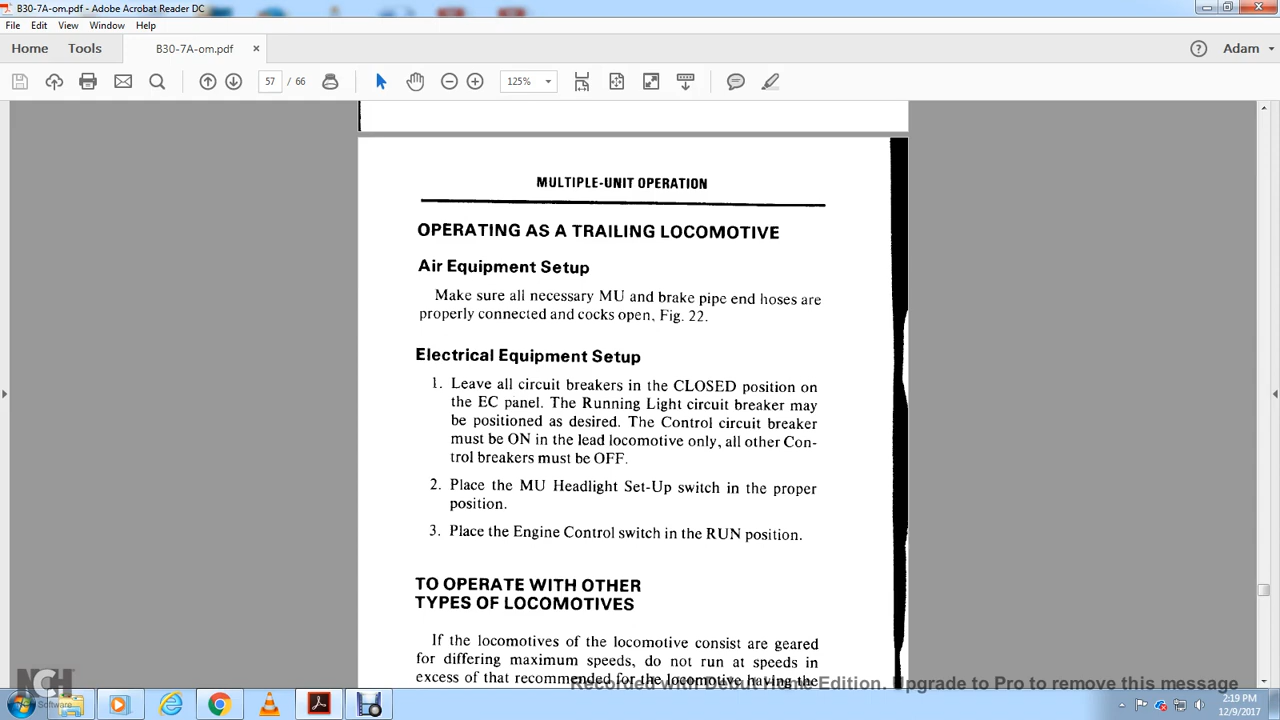 B30-7A-om.pdf - Adobe Acrobat Reader DC
File Edit View Window Help
Home Tools B30-7A-om.pdf × ? Adam
57 / 66 125%
MULTIPLE-UNIT OPERATION
OPERATING AS A TRAILING LOCOMOTIVE
Air Equipment Setup
Make sure all necessary MU and brake pipe end hoses are
properly connected and cocks open, Fig. 22.
Electrical Equipment Setup
1. Leave all circuit breakers in the CLOSED position on
the EC panel. The Running Light circuit breaker may
be positioned as desired. The Control circuit breaker
must be ON in the lead locomotive only, all other Con-
trol breakers must be OFF.
2. Place the MU Headlight Set-Up switch in the proper
position.
3. Place the Engine Control switch in the RUN position.
TO OPERATE WITH OTHER
TYPES OF LOCOMOTIVES
If the locomotives of the locomotive consist are geared
for differing maximum speeds, do not run at speeds in
excess of that recommended for the locomotive having the
NCH
Software
Recorded with Debut Home Edition. Upgrade to Pro to remove this message
2:19 PM
12/9/2017